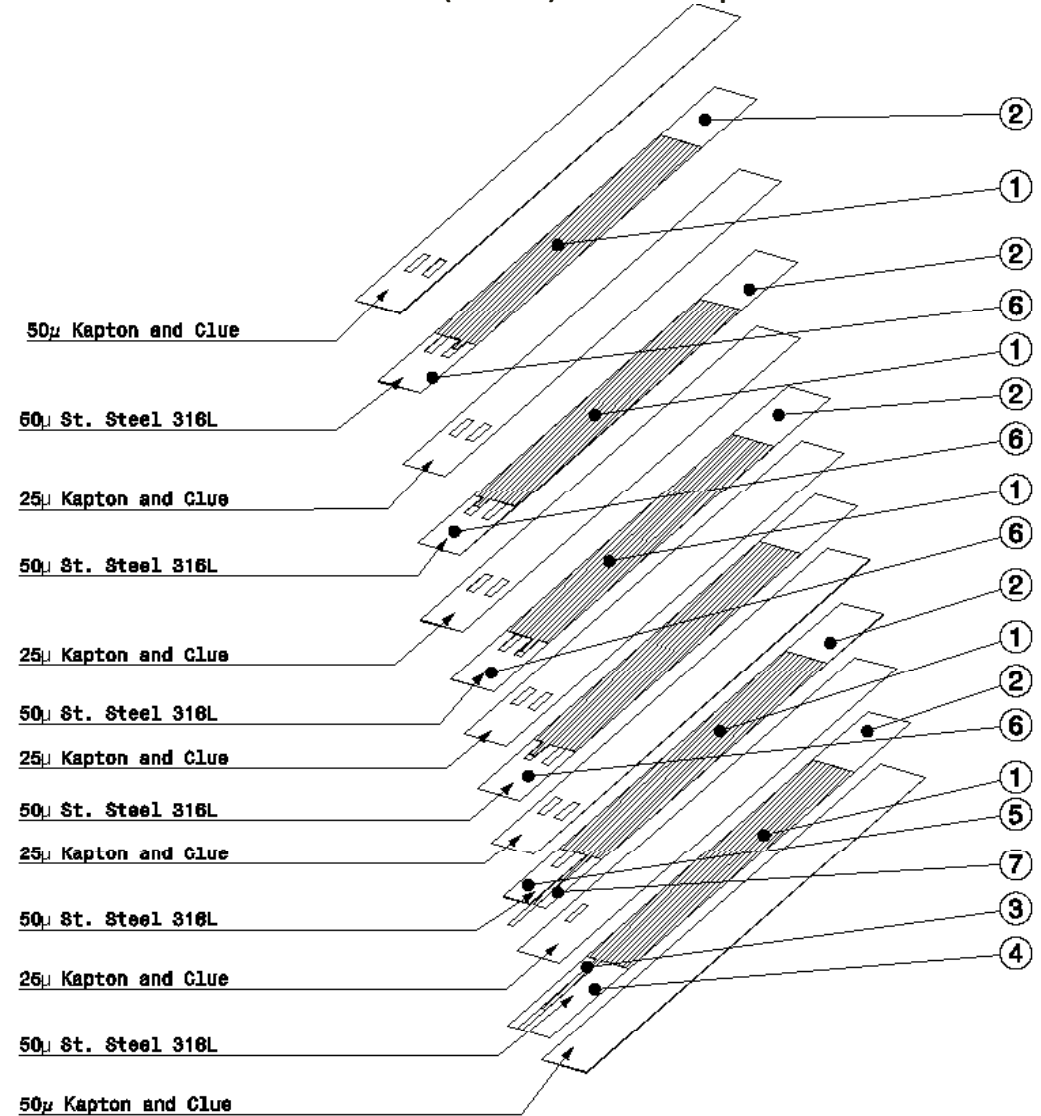 50μ Kapton and Clue
50μ St. Steel 316L
25μ Kapton and Clue
50μ St. Steel 316L
25μ Kapton and Clue
50μ St. Steel 316L
25μ Kapton and Clue
50μ St. Steel 316L
25μ Kapton and Clue
50μ St. Steel 316L
25μ Kapton and Clue
50μ St. Steel 316L
50μ Kapton and Clue
2
1
2
6
1
2
6
1
6
2
1
2
6
1
5
7
3
4